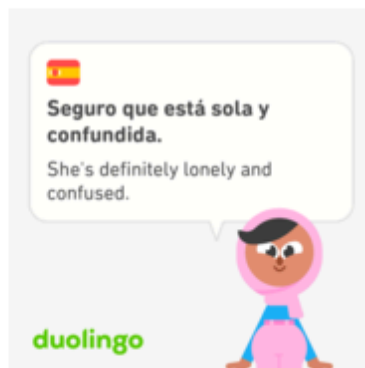 Seguro que está sola y
confundida.
She's definitely lonely and
confused.
duolingo